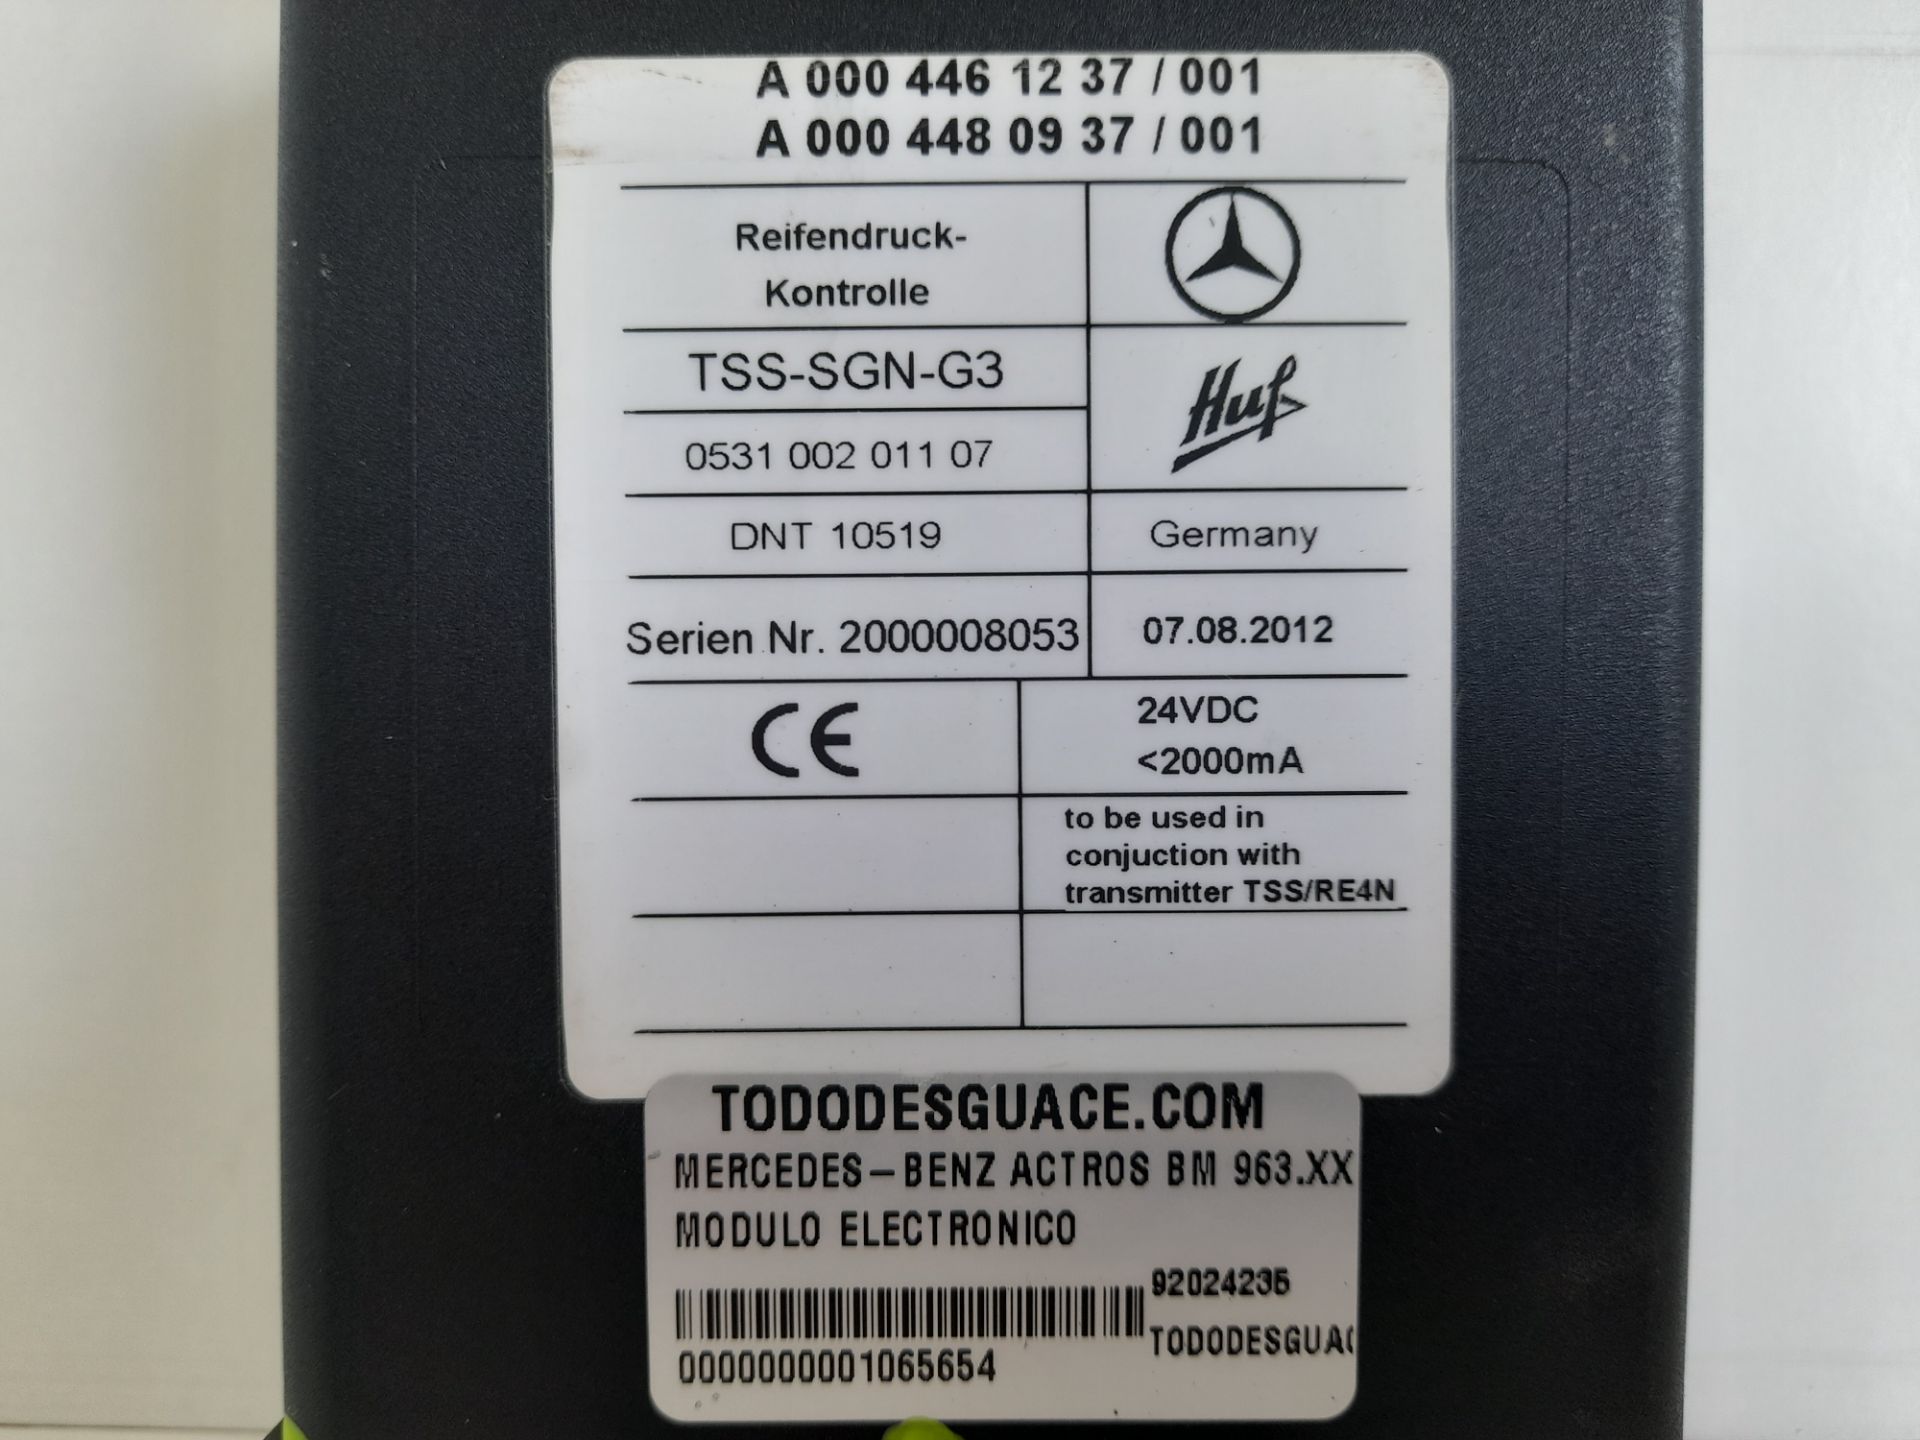 A 000 446 12 37 / 001
A 000 448 09 37 / 001
Reifendruck-
Kontrolle
TSS-SGN-G3
Huf
0531 002 011 07
DNT 10519
Germany
Serien Nr. 2000008053
07.08.2012
CE
24VDC
<2000mA
to be used in
conjuction with
transmitter TSS/RE4N
TODODESGUACE.COM
MERCEDES-BENZ ACTROS BM 963.XX
MODULO ELECTRONICO
92024235
TODODESGUAC
0000000001065654